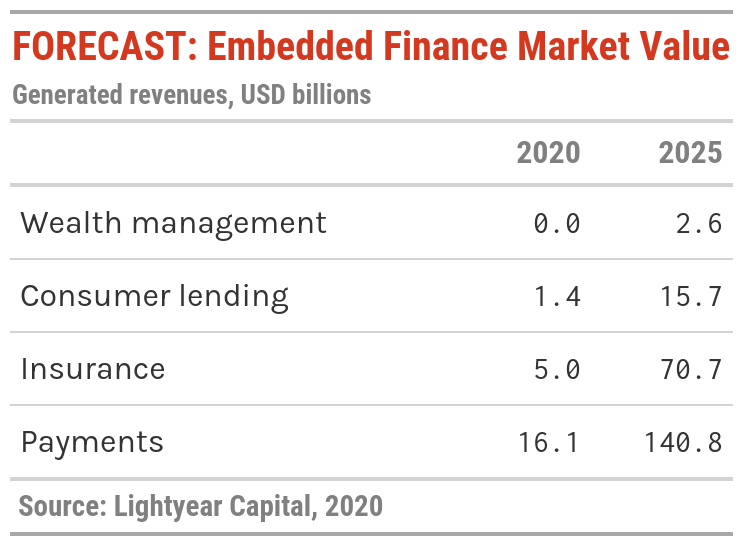 FORECAST: Embedded Finance Market Value
Generated revenues, USD billions
2020 2025
Wealth management 0.0 2.6
Consumer lending 1.4 15.7
Insurance 5.0 70.7
Payments 16.1 140.8
Source: Lightyear Capital, 2020